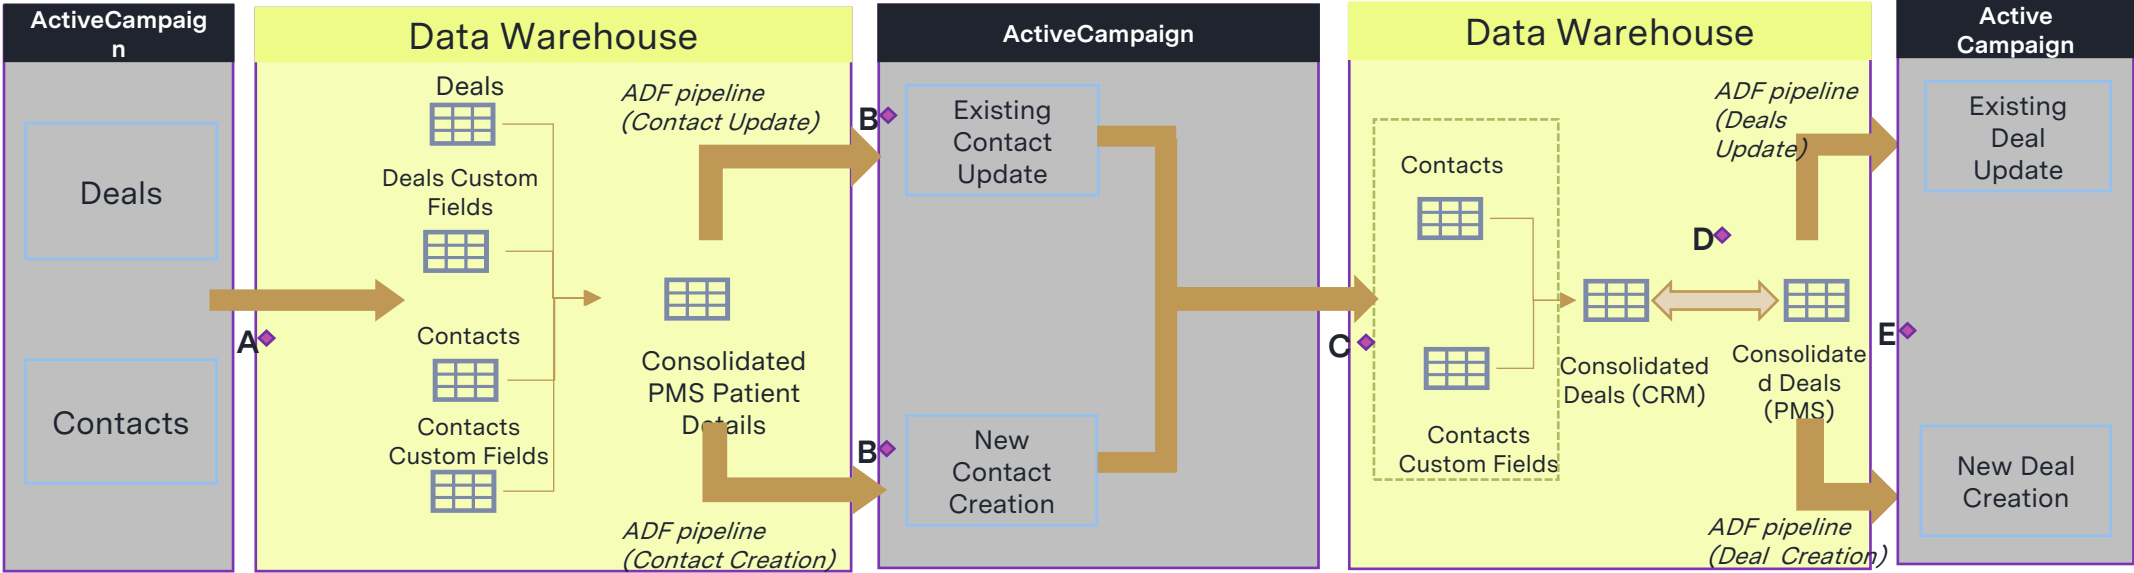 ActiveCampaig
n
Deals
Contacts
A
Data Warehouse
Deals
Deals Custom
Fields
Contacts
Contacts
Custom Fields
ADF pipeline
(Contact Update)
Consolidated
PMS Patient
Details
ADF pipeline
(Contact Creation)
B
B
ActiveCampaign
Existing
Contact
Update
New
Contact
Creation
C
Data Warehouse
Contacts
Contacts
Custom Fields
Consolidated
Deals (CRM)
D
ADF pipeline
(Deals
Update)
Consolidate
d Deals
(PMS)
ADF pipeline
(Deal Creation)
E
Active
Campaign
Existing
Deal
Update
New Deal
Creation